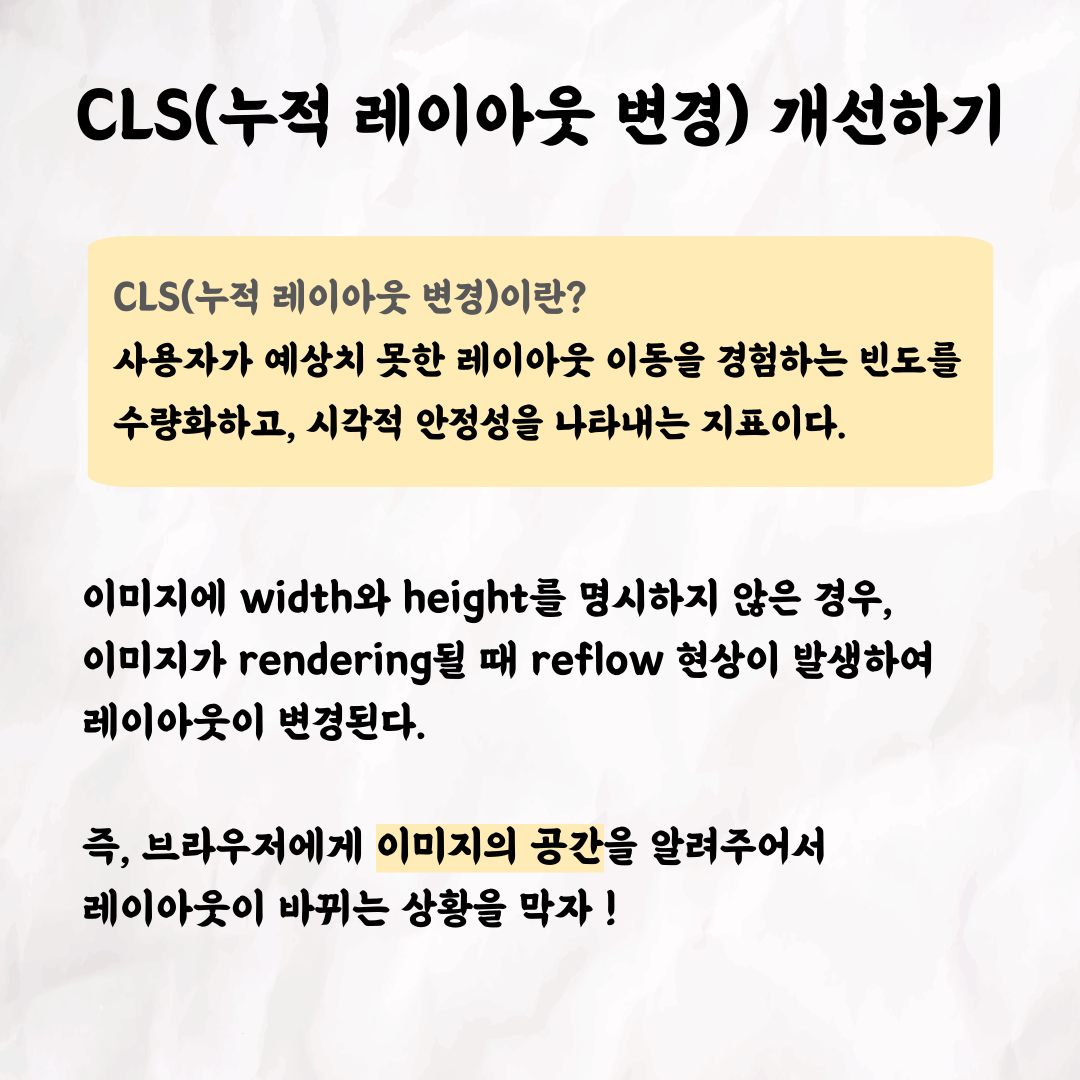 CLS(누적 레이아웃 변경) 개선하기
CLS(누적 레이아웃 변경)이란?
사용자가 예상치 못한 레이아웃 이동을 경험하는 빈도를
수량화하고, 시각적 안정성을 나타내는 지표이다.
이미지에 width와 height를 명시하지 않은 경우,
이미지가 rendering될 때 reflow 현상이 발생하여
레이아웃이 변경된다.
즉, 브라우저에게 이미지의 공간을 알려주어서
레이아웃이 바뀌는 상황을 막자 !